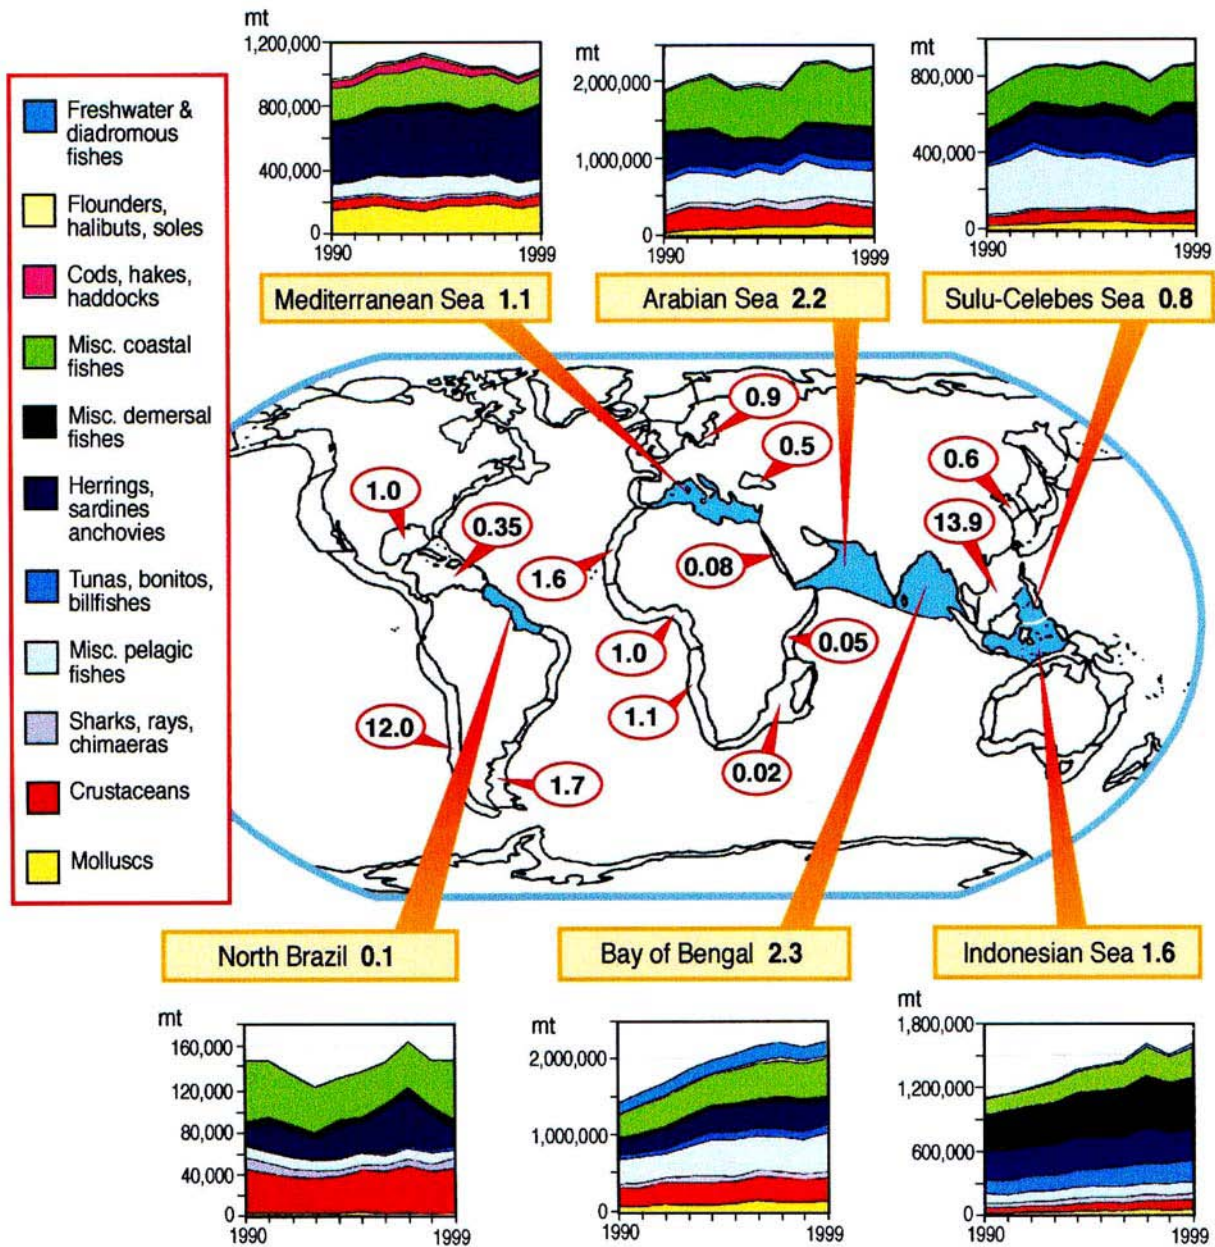 mt
1,200,000
800,000
400,000
0
1990
1999
mt
2,000,000
1,000,000
0
1990
1999
mt
800,000
400,000
0
1990
1999
Freshwater &
diadromous
fishes
Flounders,
halibuts, soles
Cods, hakes,
haddocks
Misc. coastal
fishes
Misc. demersal
fishes
Herrings,
sardines
anchovies
Tunas, bonitos,
billfishes
Misc. pelagic
fishes
Sharks, rays,
chimaeras
Crustaceans
Molluscs
Mediterranean Sea 1.1
Arabian Sea 2.2
Sulu-Celebes Sea 0.8
0.9
0.5
0.6
1.0
0.35
13.9
1.6
0.08
1.0
0.05
1.1
12.0
0.02
1.7
North Brazil 0.1
Bay of Bengal 2.3
Indonesian Sea 1.6
mt
160,000
120,000
80,000
40,000
0
1990
1999
mt
2,000,000
1,000,000
0
1990
1999
mt
1,800,000
1,200,000
600,000
0
1990
1999